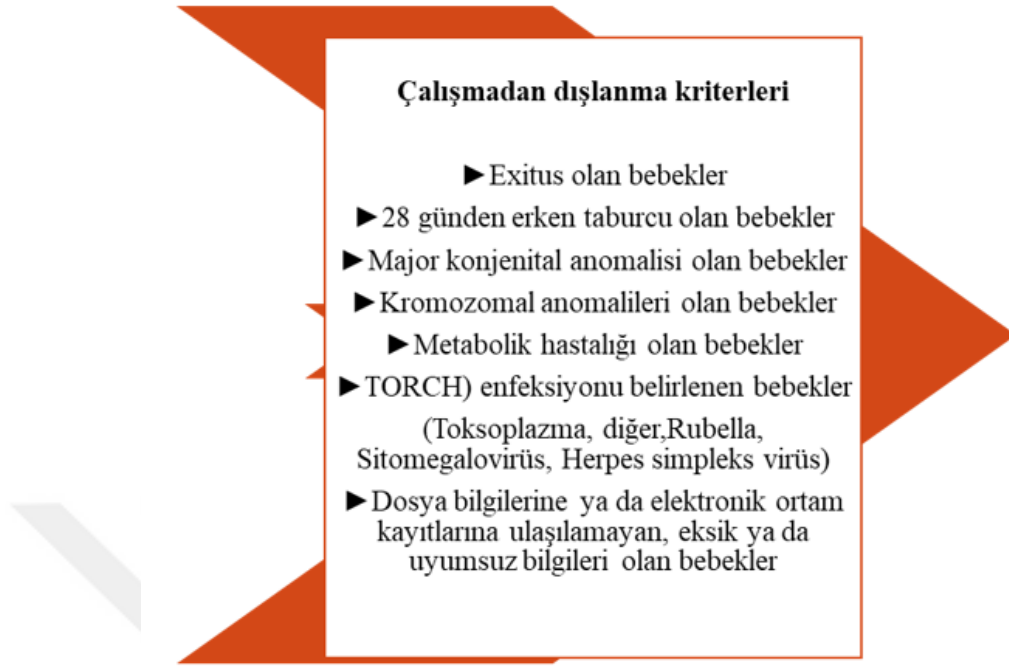 Çalışmadan dışlanma kriterleri
►Exitus olan bebekler
►28 günden erken taburcu olan bebekler
►Major konjenital anomalisi olan bebekler
►Kromozomal anomalileri olan bebekler
►Metabolik hastalığı olan bebekler
►TORCH) enfeksiyonu belirlenen bebekler
(Toksoplazma, diğer,Rubella,
Sitomegalovirüs, Herpes simpleks virüs)
►Dosya bilgilerine ya da elektronik ortam
kayıtlarına ulaşılamayan, eksik ya da
uyumsuz bilgileri olan bebekler